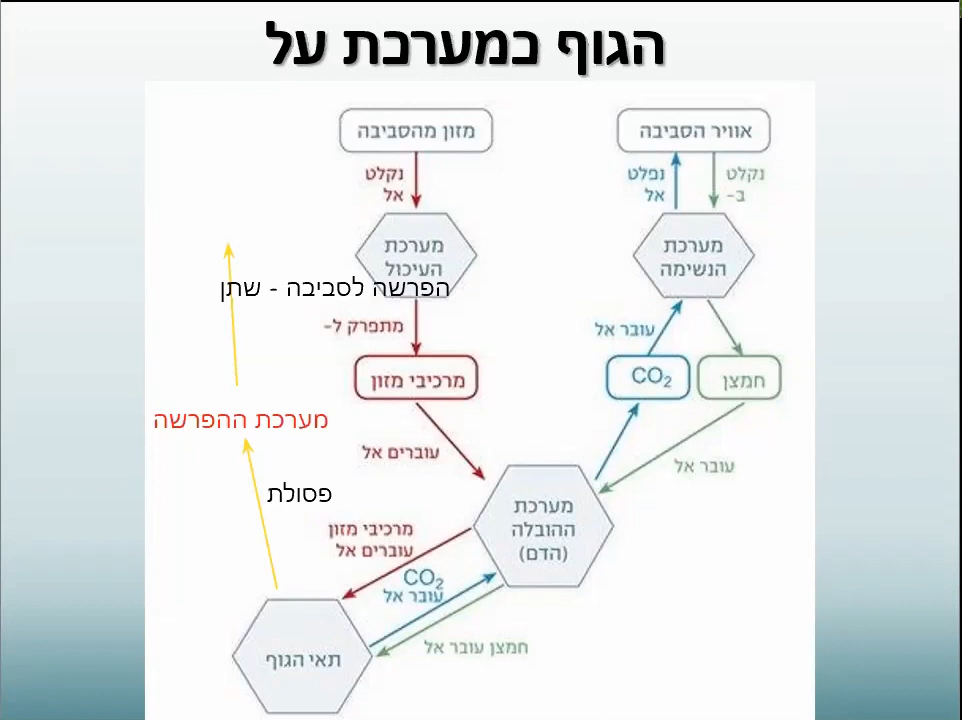 הגוף כמערכת על
אוויר הסביבה
מזון מהסביבה
נקלט
ב-
נפלט
אל
נקלט
אל
מערכת
הנשימה
מערכת
העיכול
הפרשה לסביבה - שתן
עובר אל
מתפרק ל-
חמצן
CO₂
מרכיבי מזון
מערכת ההפרשה
עובר אל
עוברים אל
פסולת
מערכת
ההובלה
(הדם)
מרכיבי מזון
עוברים אל
CO₂
עובר אל
חמצן עובר אל
תאי הגוף